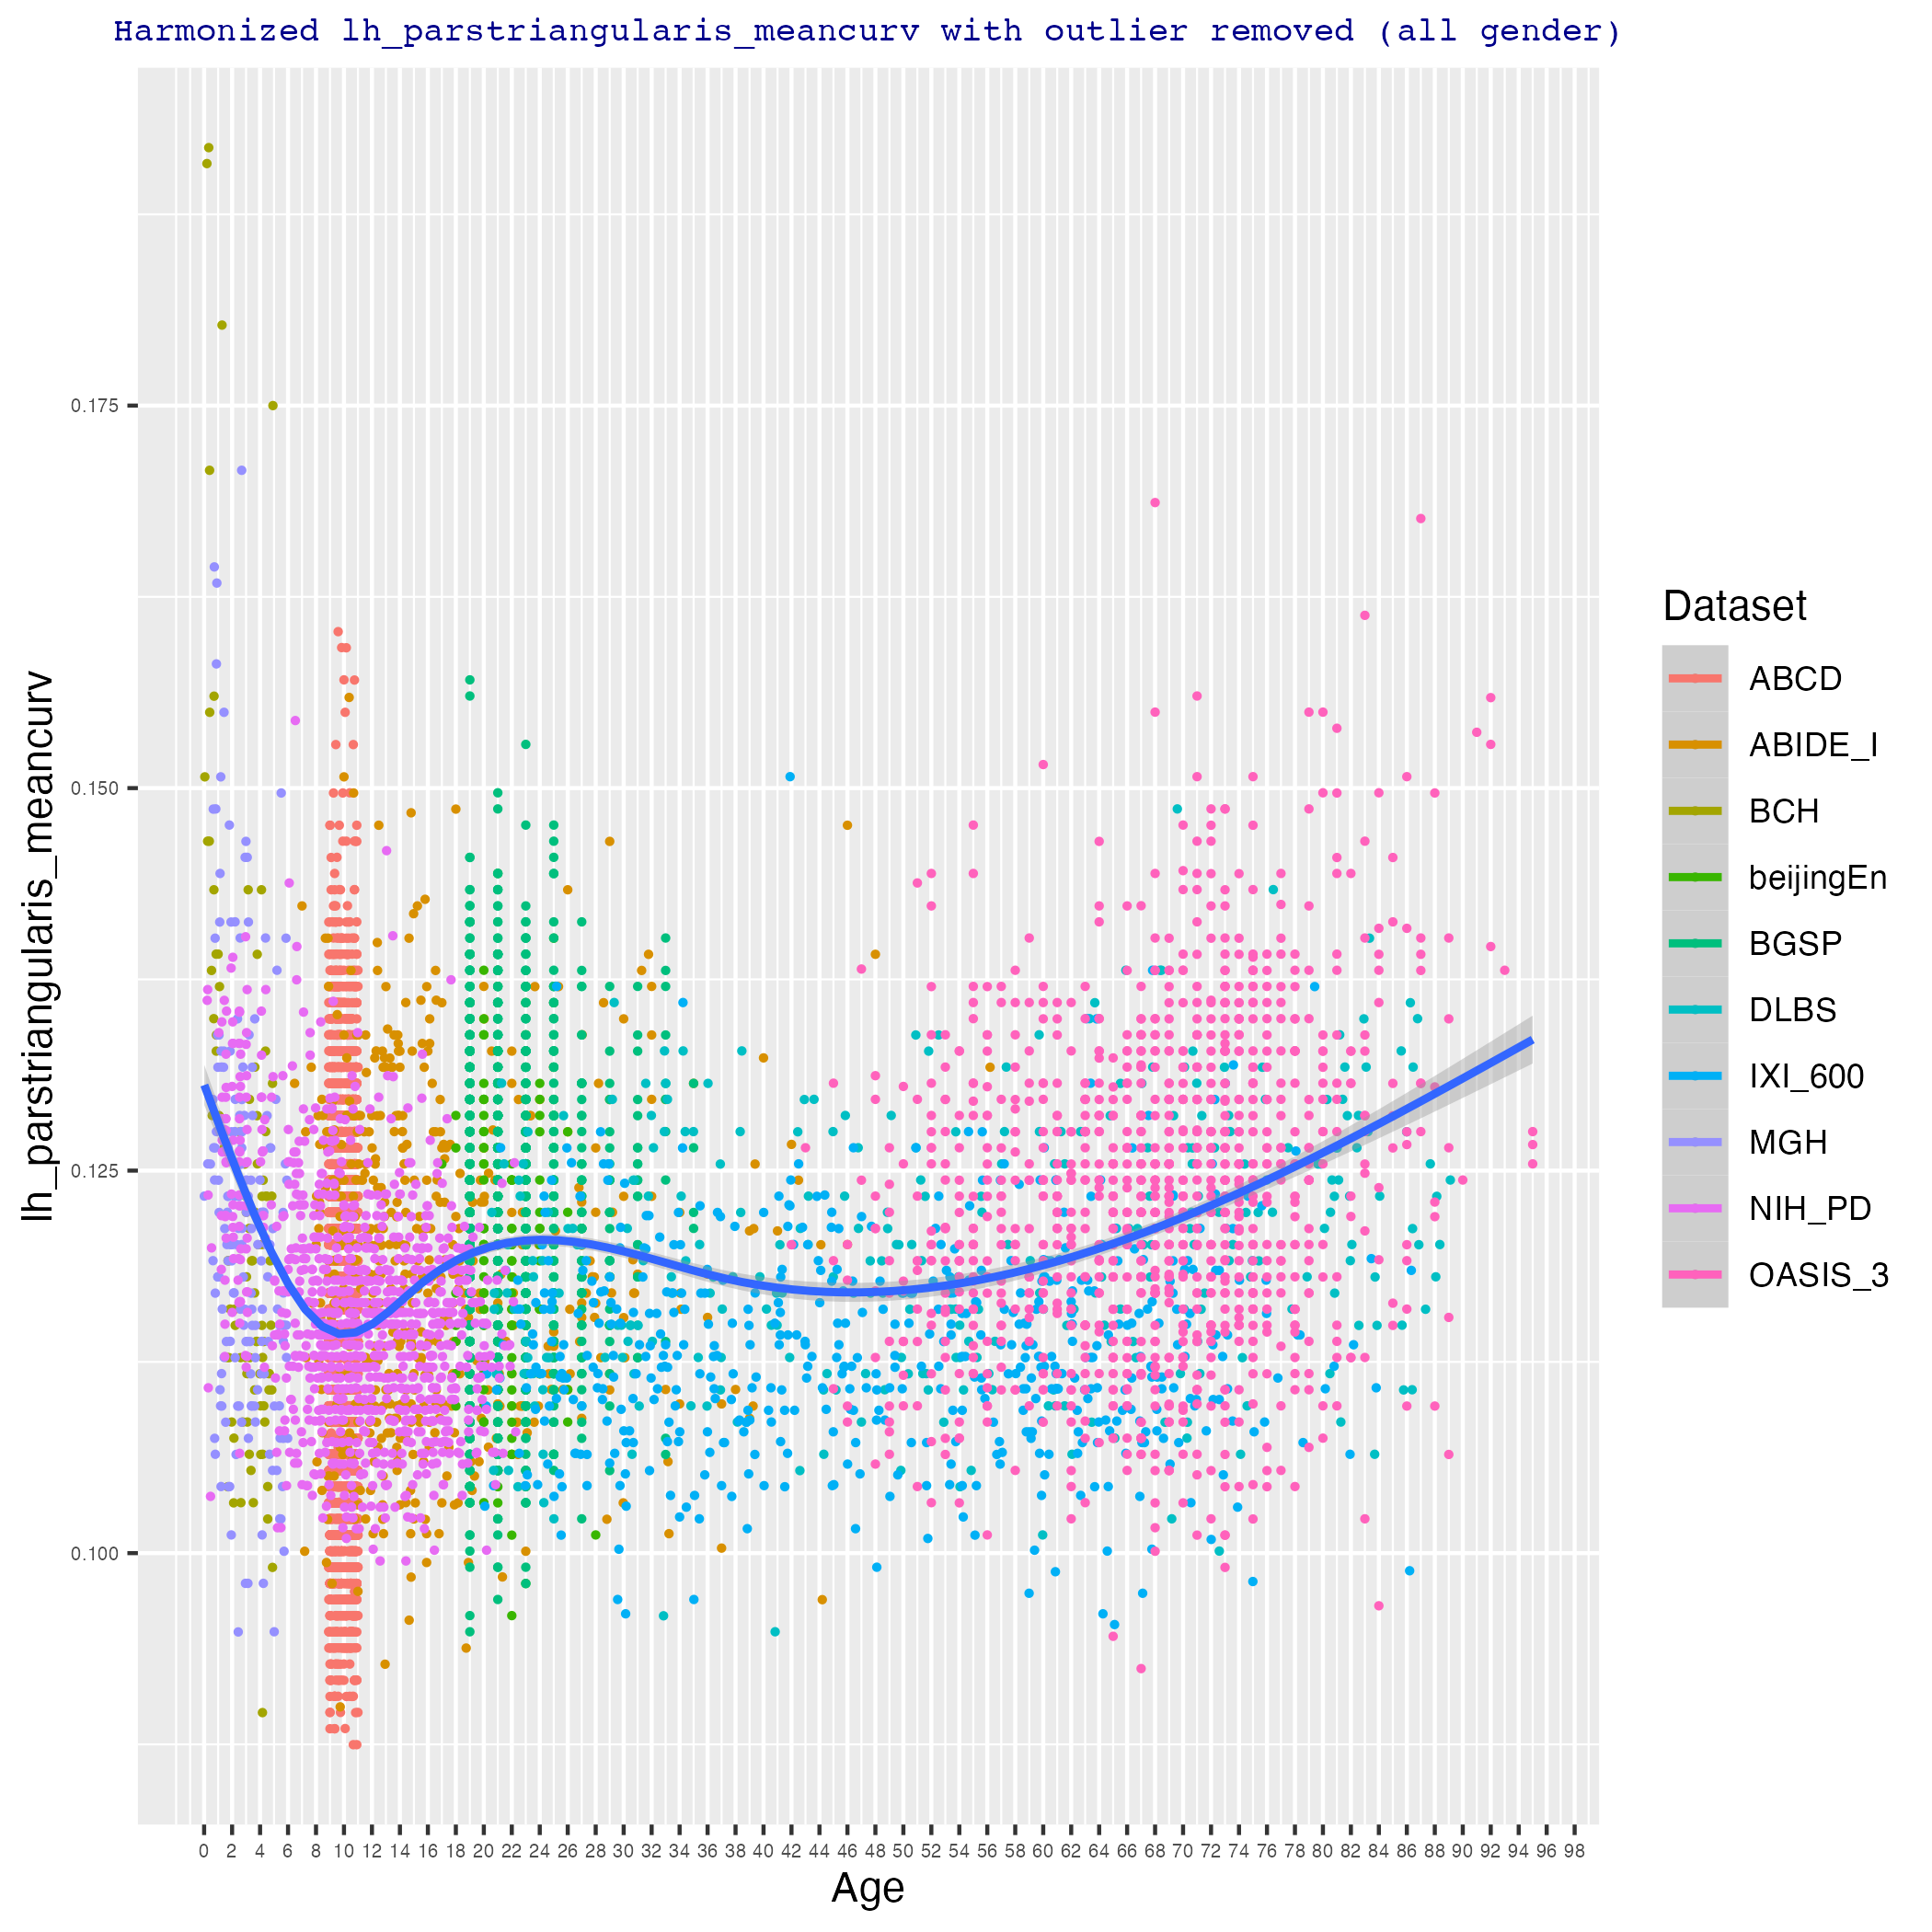 Harmonized lh_parstriangularis_meancurv with outlier removed (all gender)
lh_parstriangularis_meancurv
0.175
0.150
0.125
0.100
0 2 4 6 8 10 12 14 16 18 20 22 24 26 28 30 32 34 36 38 40 42 44 46 48 50 52 54 56 58 60 62 64 66 68 70 72 74 76 78 80 82 84 86 88 90 92 94 96 98
Age
Dataset
ABCD
ABIDE_I
BCH
beijingEn
BGSP
DLBS
IXI_600
MGH
NIH_PD
OASIS_3